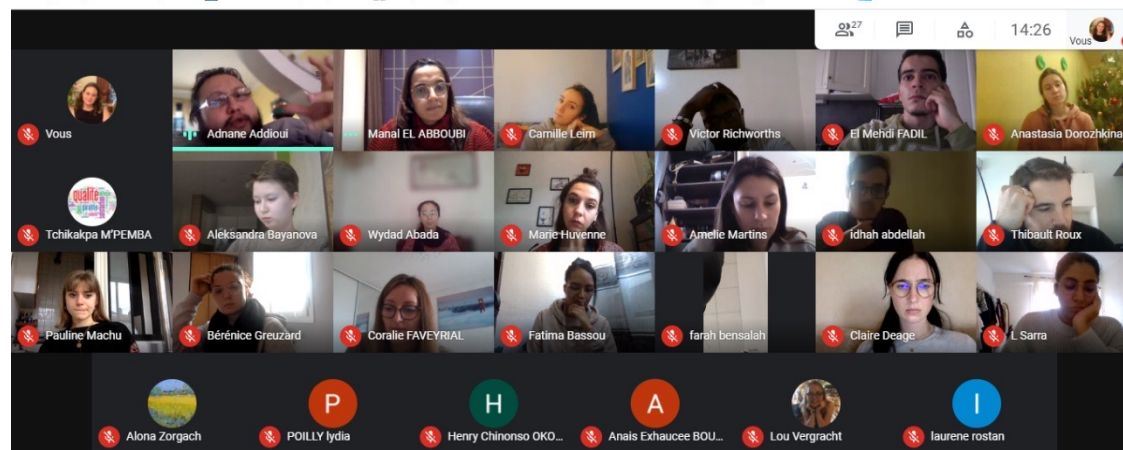 27
14:26
Vous
Vous
Adnane Addioui
Manal EL ABBOUBI
Camille Leim
Victor Richworths
El Mehdi FADIL
Anastasia Dorozhkina
qualité
Tchikakpa M'PEMBA
Aleksandra Bayanova
Wydad Abada
Marie Huvenne
Amelie Martins
idhah abdellah
Thibault Roux
Pauline Machu
Bérénice Greuzard
Coralie FAVEYRIAL
Fatima Bassou
farah bensalah
Claire Deage
L Sarra
P
H
A
l
Alona Zorgach
POILLY lydia
Henry Chinonso OKO...
Anais Exhaucee BOU...
Lou Vergracht
laurene rostan